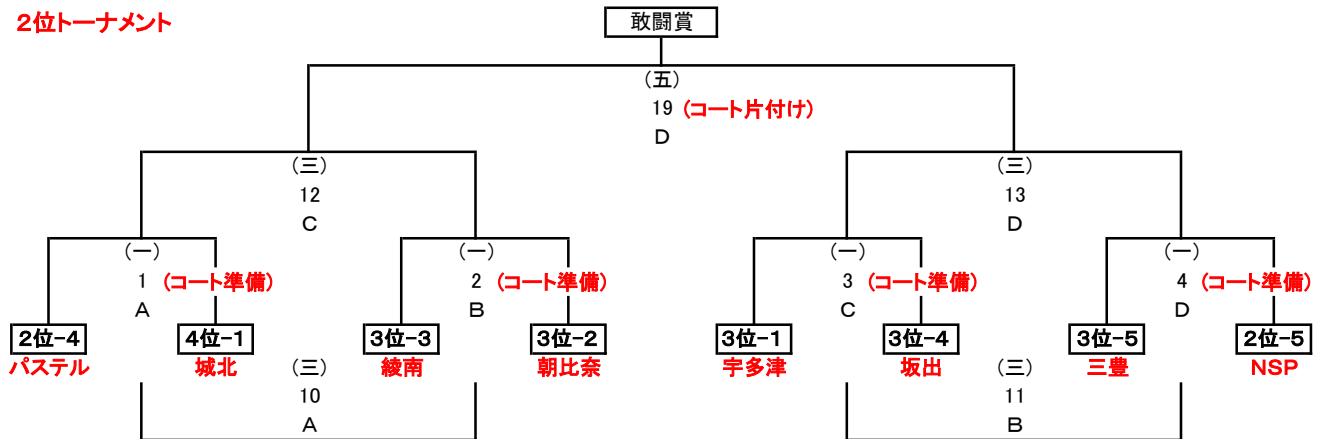 2位トーナメント
敢闘賞
(五)
19 (コート片付け)
D
(三) (三)
12 13
C D
(一) (一) (一) (一)
1 (コート準備) 2 (コート準備) 3 (コート準備) 4 (コート準備)
A B C D
2位-4 4位-1 3位-3 3位-2 3位-1 3位-4 3位-5 2位-5
パステル 城北 綾南 朝比奈 宇多津 坂出 三豊 NSP
(三) (三)
10 11
A B